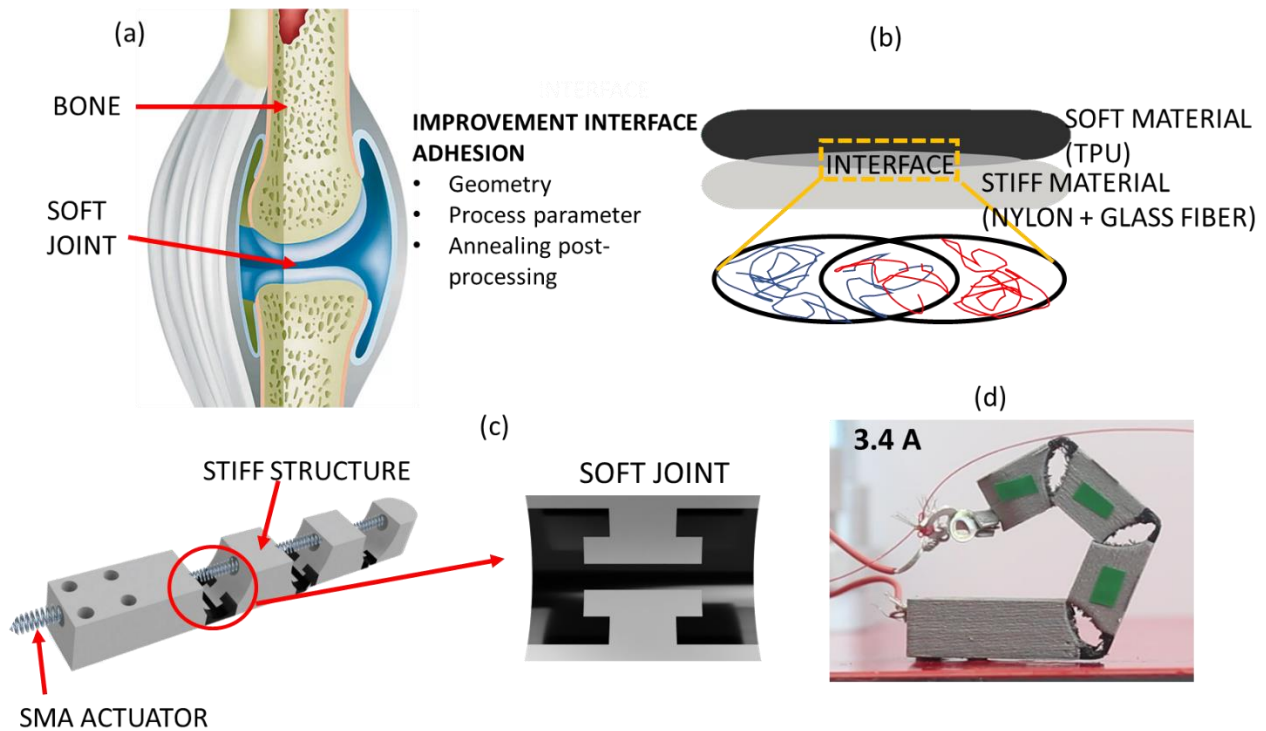 (a)
BONE
SOFT
JOINT
INTERFACE
IMPROVEMENT INTERFACE
ADHESION
• Geometry
• Process parameter
• Annealing post-
processing
(b)
SOFT MATERIAL
(TPU)
INTERFACE
STIFF MATERIAL
(NYLON + GLASS FIBER)
(c)
STIFF STRUCTURE
SOFT JOINT
SMA ACTUATOR
(d)
3.4 A